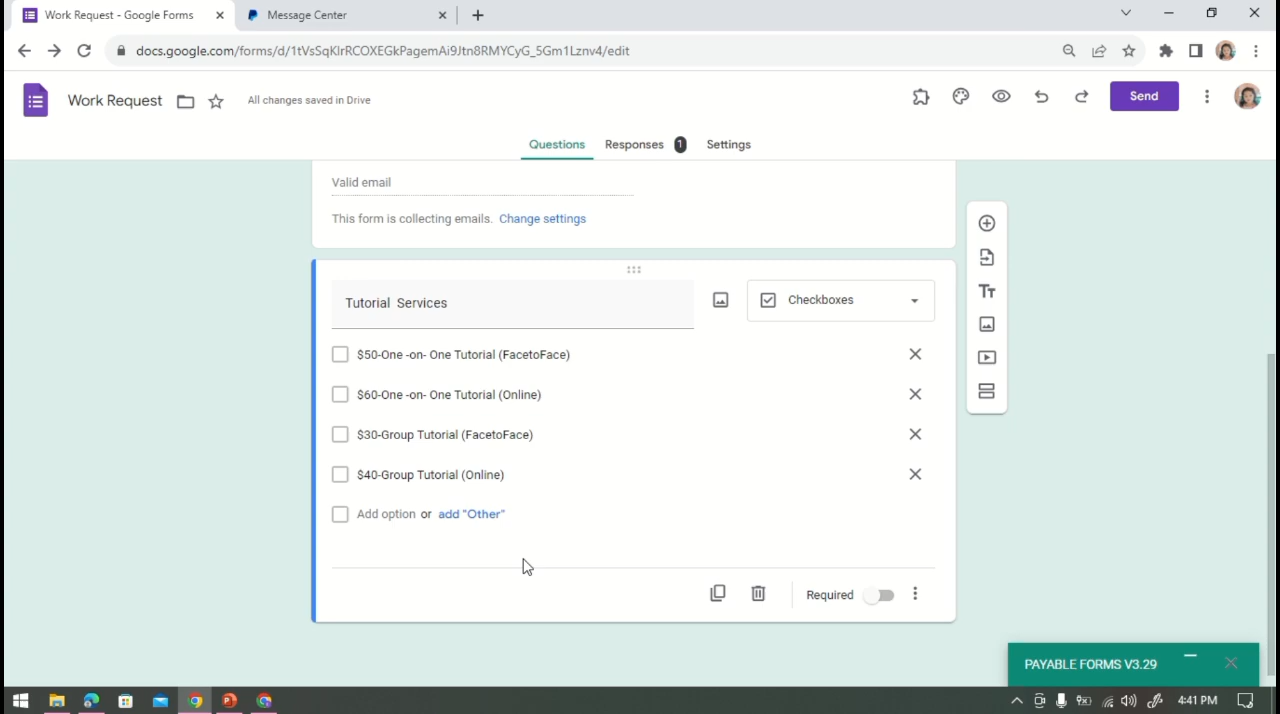 Work Request - Google Forms
Message Center
docs.google.com/forms/d/1tVsSqKlrRCOXEGkPagemAi9Jtn8RMYCyG_5Gm1Lznv4/edit
Work Request
All changes saved in Drive
Send
Questions
Responses 1
Settings
Valid email
This form is collecting emails. Change settings
Tutorial Services
Checkboxes
$50-One -on- One Tutorial (FacetoFace)
$60-One -on- One Tutorial (Online)
$30-Group Tutorial (FacetoFace)
$40-Group Tutorial (Online)
Add option or add "Other"
Required
PAYABLE FORMS V3.29
4:41 PM